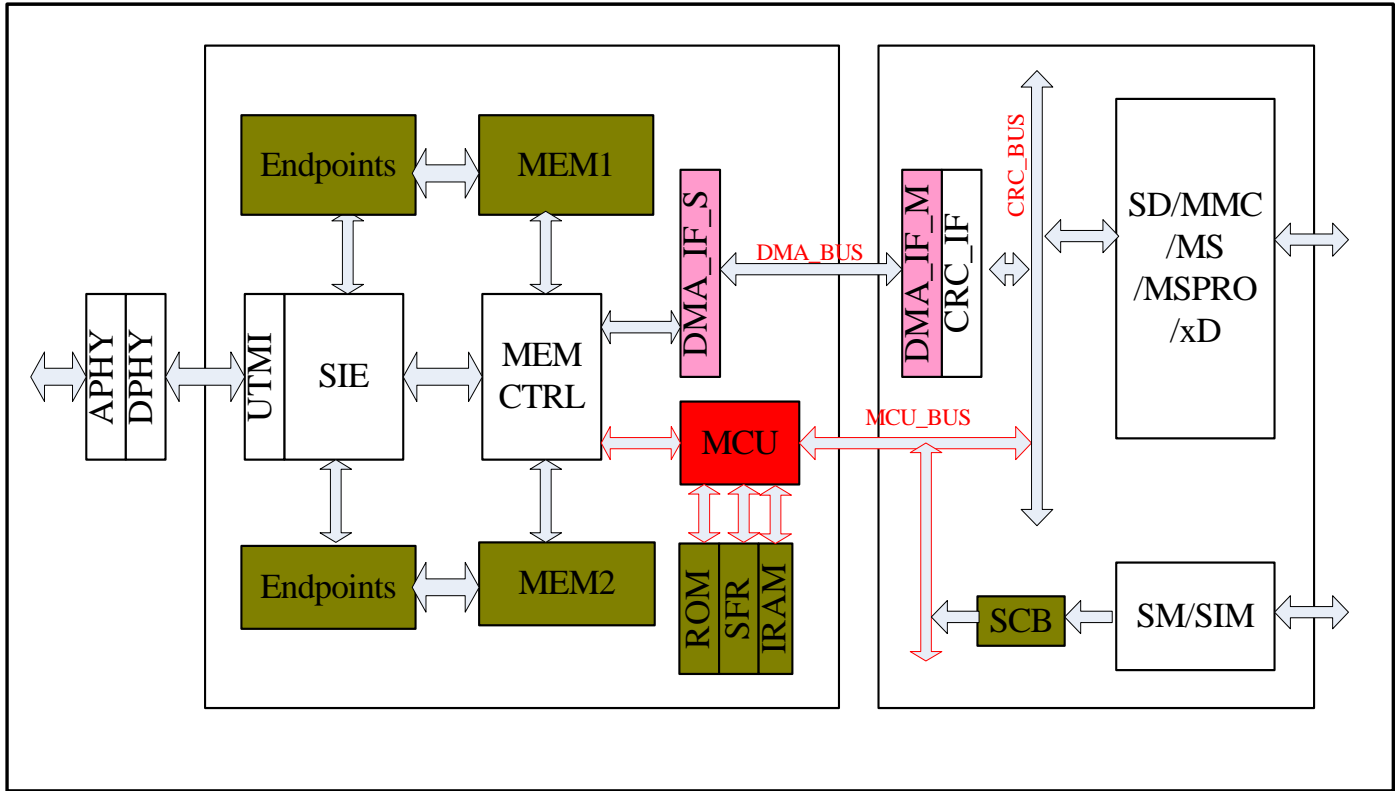 Endpoints
MEM1
DMA_IF_S
DMA_BUS
DMA_IF_M
CRC_IF
CRC_BUS
SD/MMC
/MS
/MSPRO
/xD
APHY
DPHY
UTMI
SIE
MEM
CTRL
MCU
MCU_BUS
Endpoints
MEM2
ROM
SFR
IRAM
SCB
SM/SIM